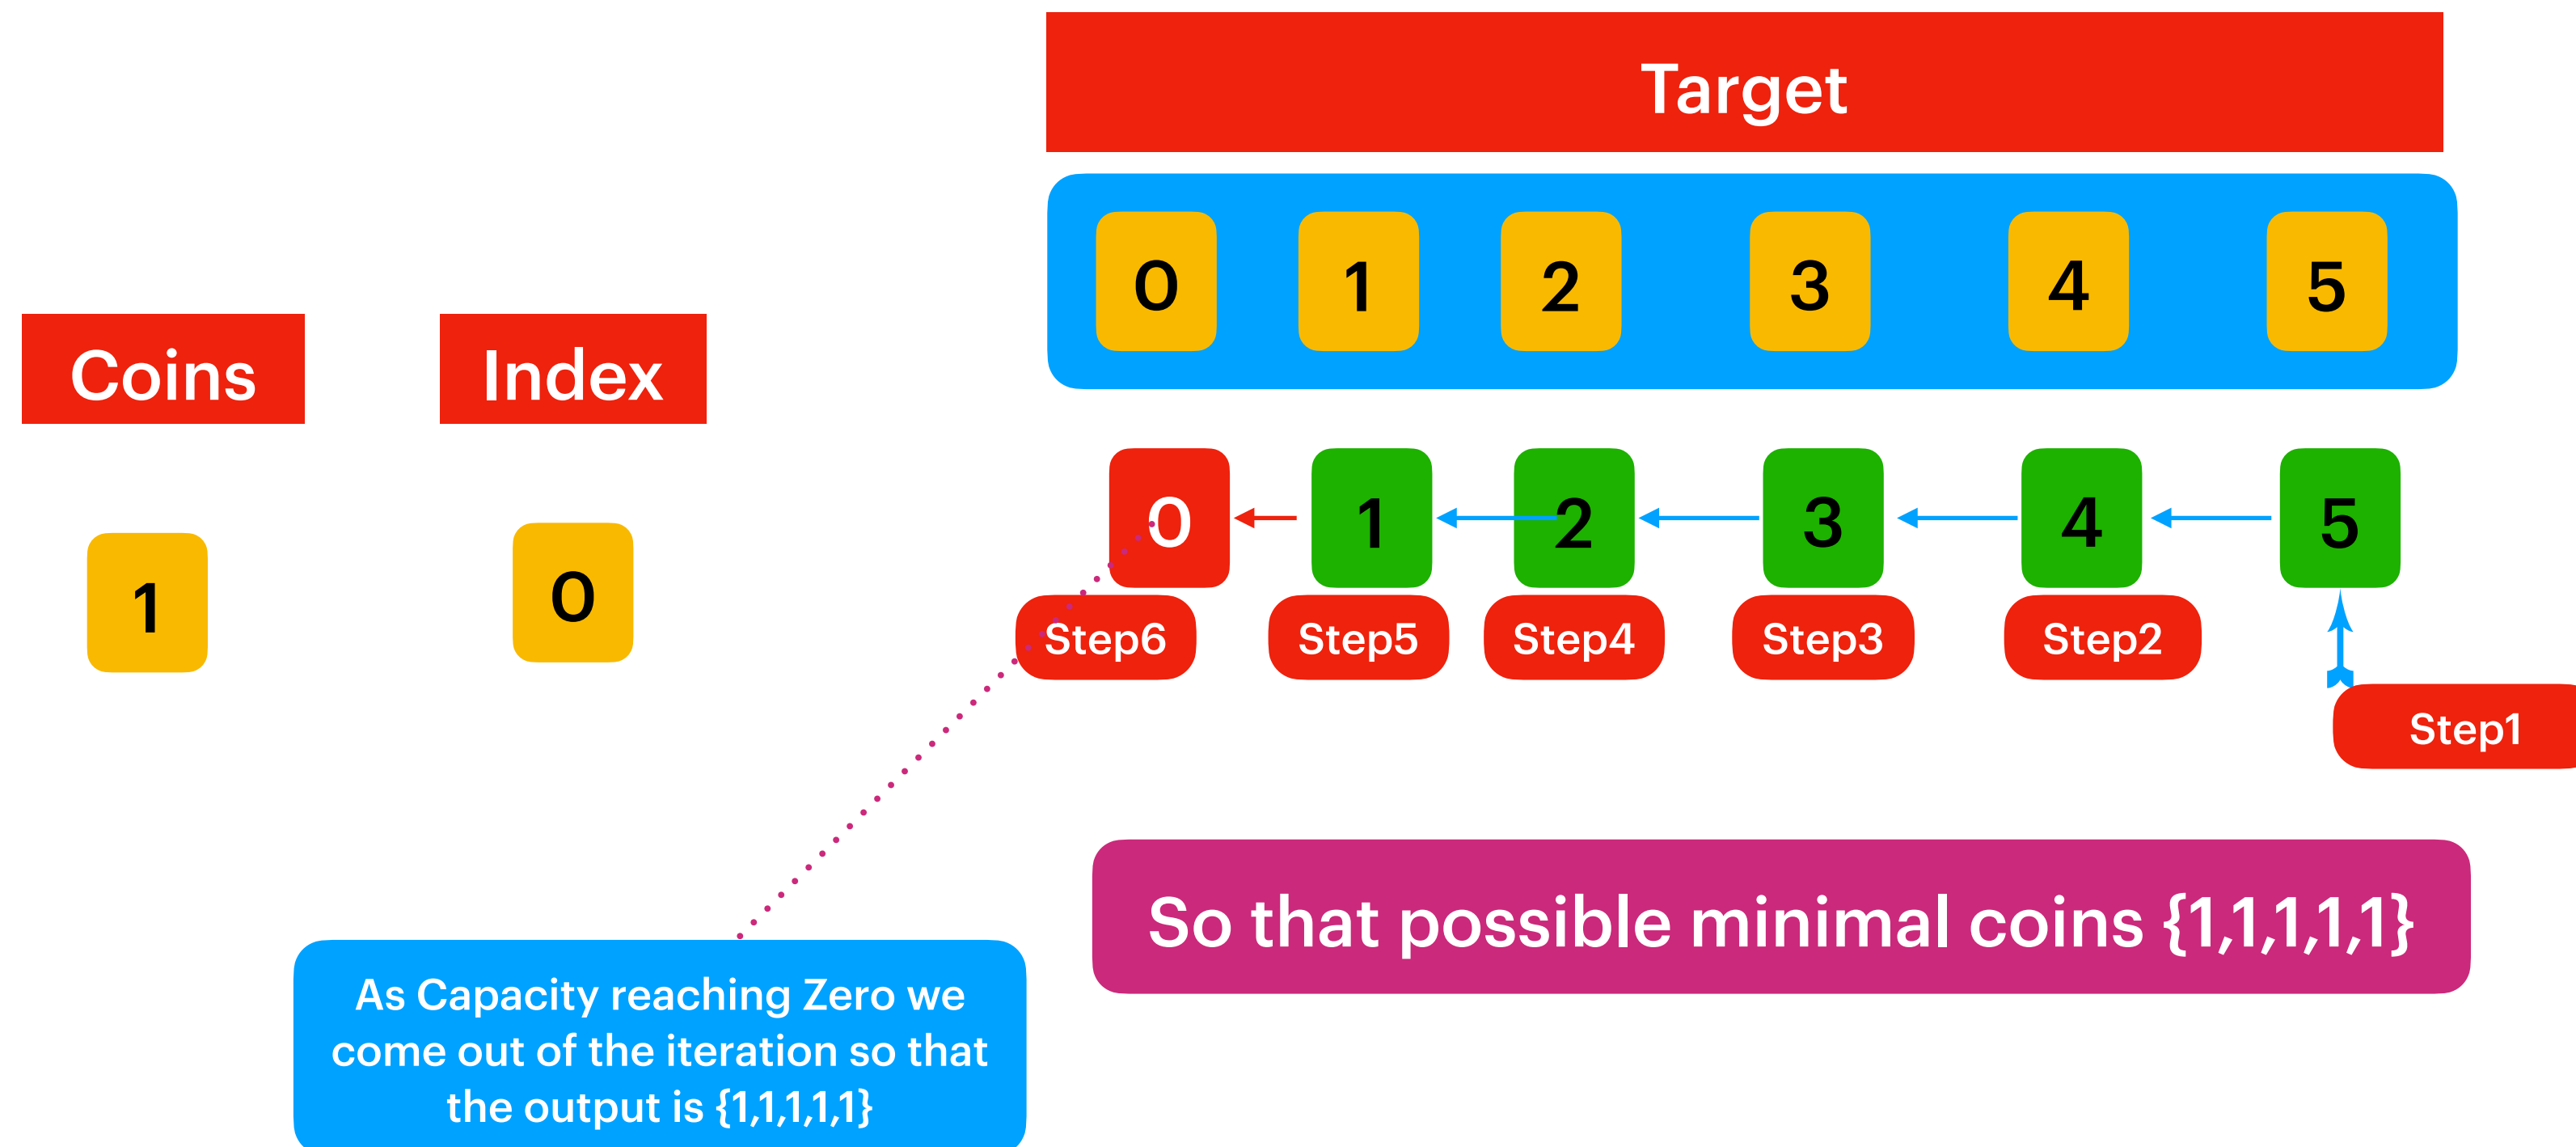 Target
0 1 2 3 4 5
Coins Index
0 1 2 3 4 5
1 0
Step6 Step5 Step4 Step3 Step2
Step1
So that possible minimal coins {1,1,1,1,1}
As Capacity reaching Zero we
come out of the iteration so that
the output is {1,1,1,1,1}